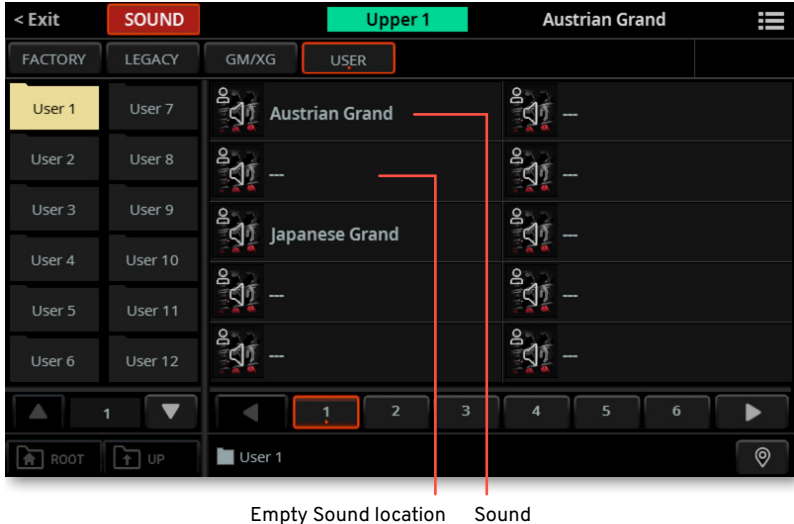 < Exit SOUND Upper 1 Austrian Grand
FACTORY LEGACY GM/XG USER
User 1 User 7 Austrian Grand ---
User 2 User 8 --- ---
User 3 User 9 Japanese Grand ---
User 4 User 10
User 5 User 11 --- ---
User 6 User 12 --- ---
1 1 2 3 4 5 6
ROOT UP User 1
Empty Sound location Sound